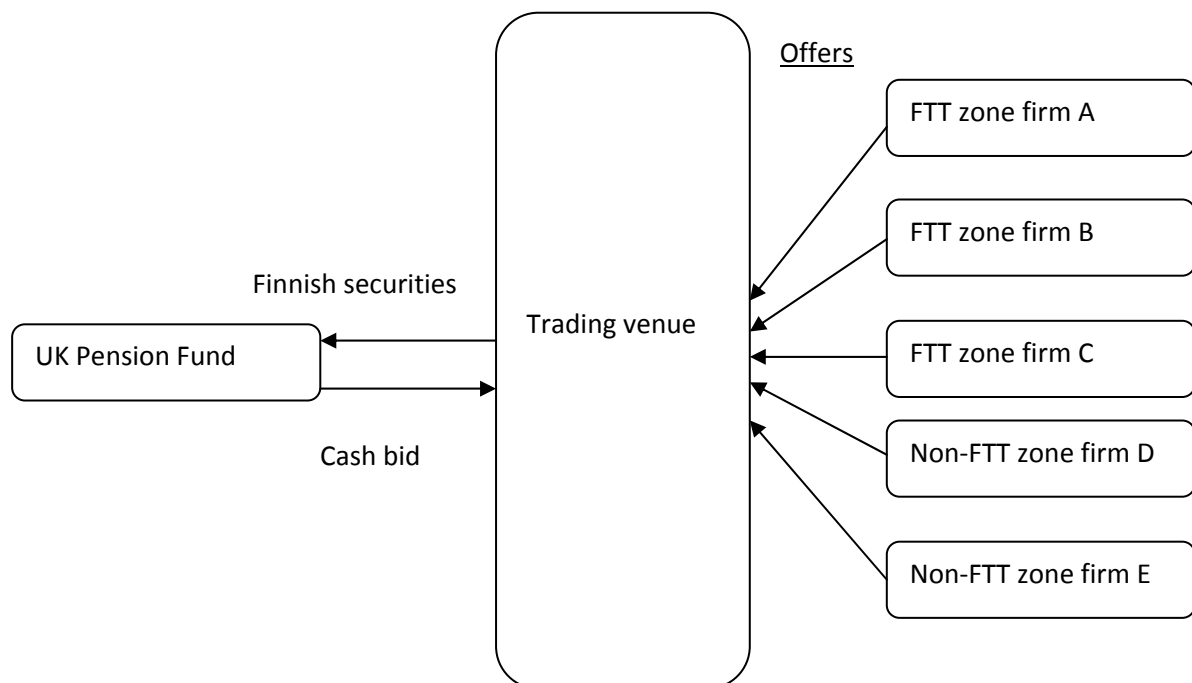 Offers
FTT zone firm A
FTT zone firm B
Finnish securities
Trading venue
UK Pension Fund
FTT zone firm C
Cash bid
Non-FTT zone firm D
Non-FTT zone firm E